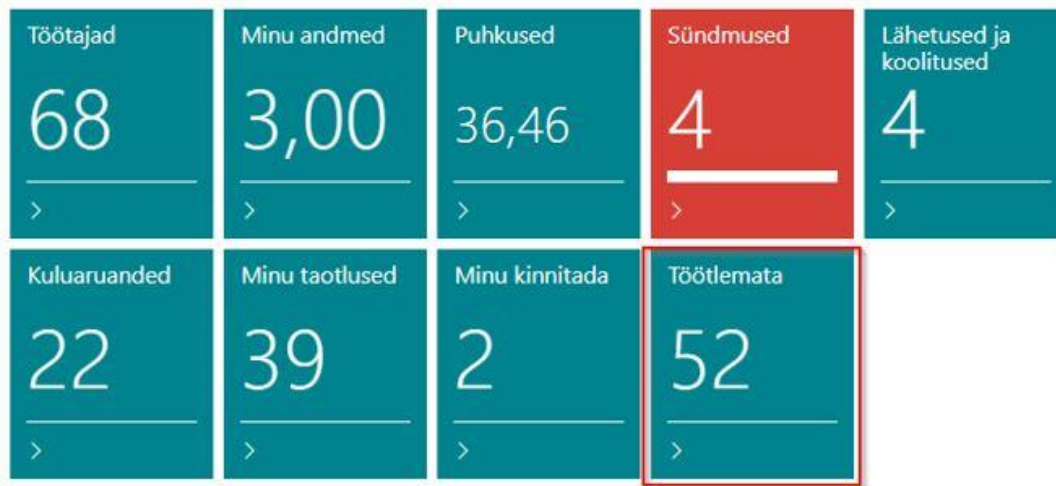 Töötajad
68
Minu andmed
3,00
Puhkused
36,46
Sündmused
4
Lähetused ja
koolitused
4
Kuluaruanded
22
Minu taotlused
39
Minu kinnitada
2
Töötlemata
52